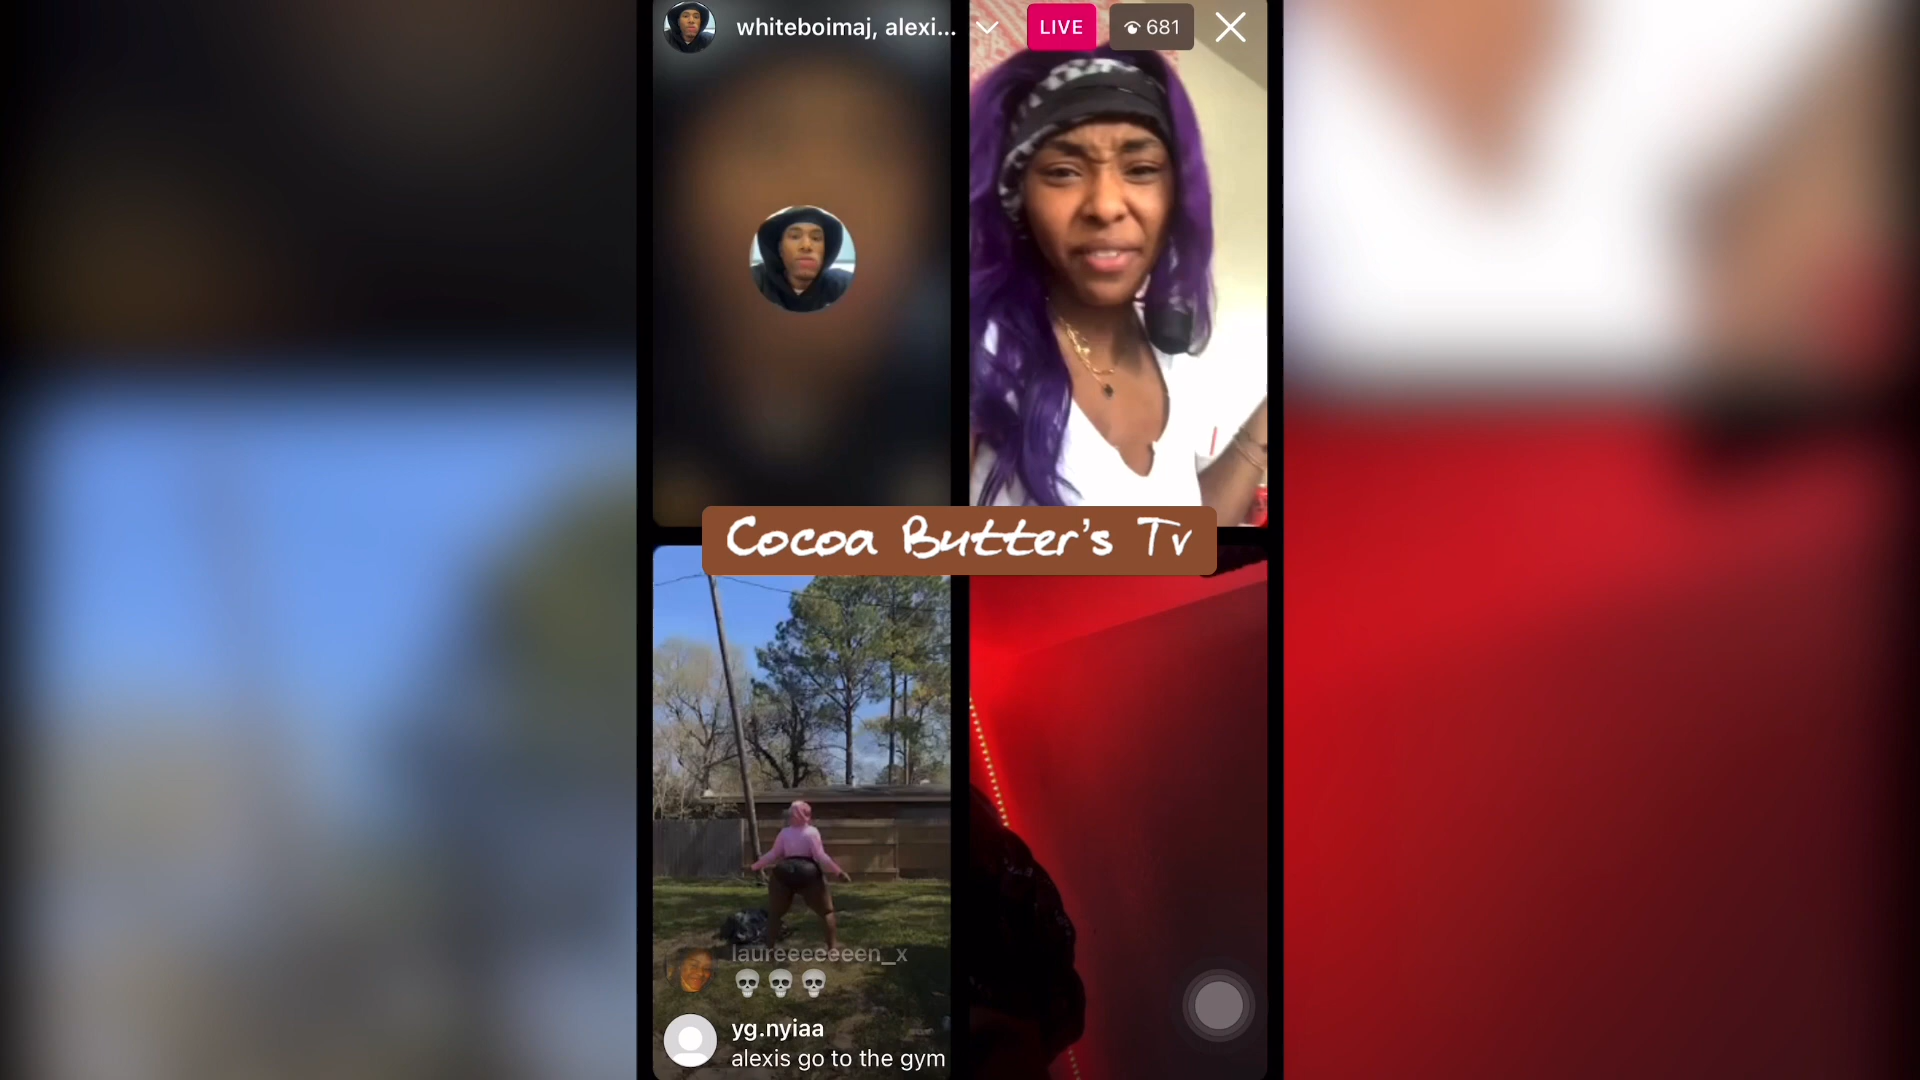 whiteboimaj, alexi...
LIVE
681
Cocoa Butter's Tv
laureeeeeeen_x
💀💀💀
yg.nyiaa
alexis go to the gym